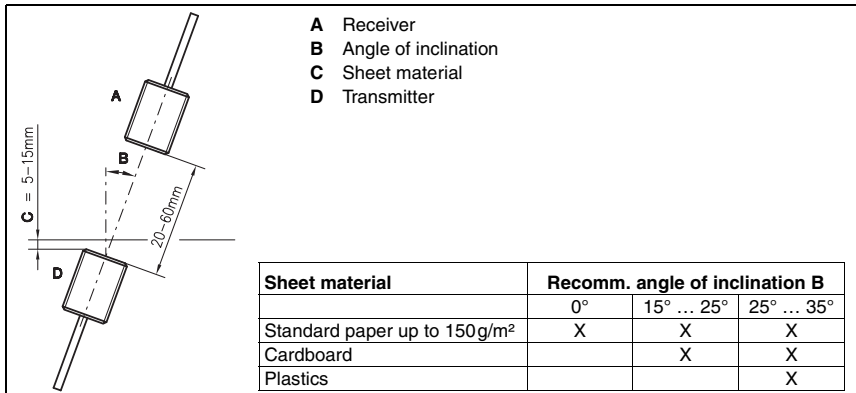 A Receiver
B Angle of inclination
C Sheet material
D Transmitter
A
B
C = 5-15mm
20-60mm
D
Sheet material Recomm. angle of inclination B
0° 15° … 25° 25° … 35°
Standard paper up to 150g/m² X X X
Cardboard X X
Plastics X